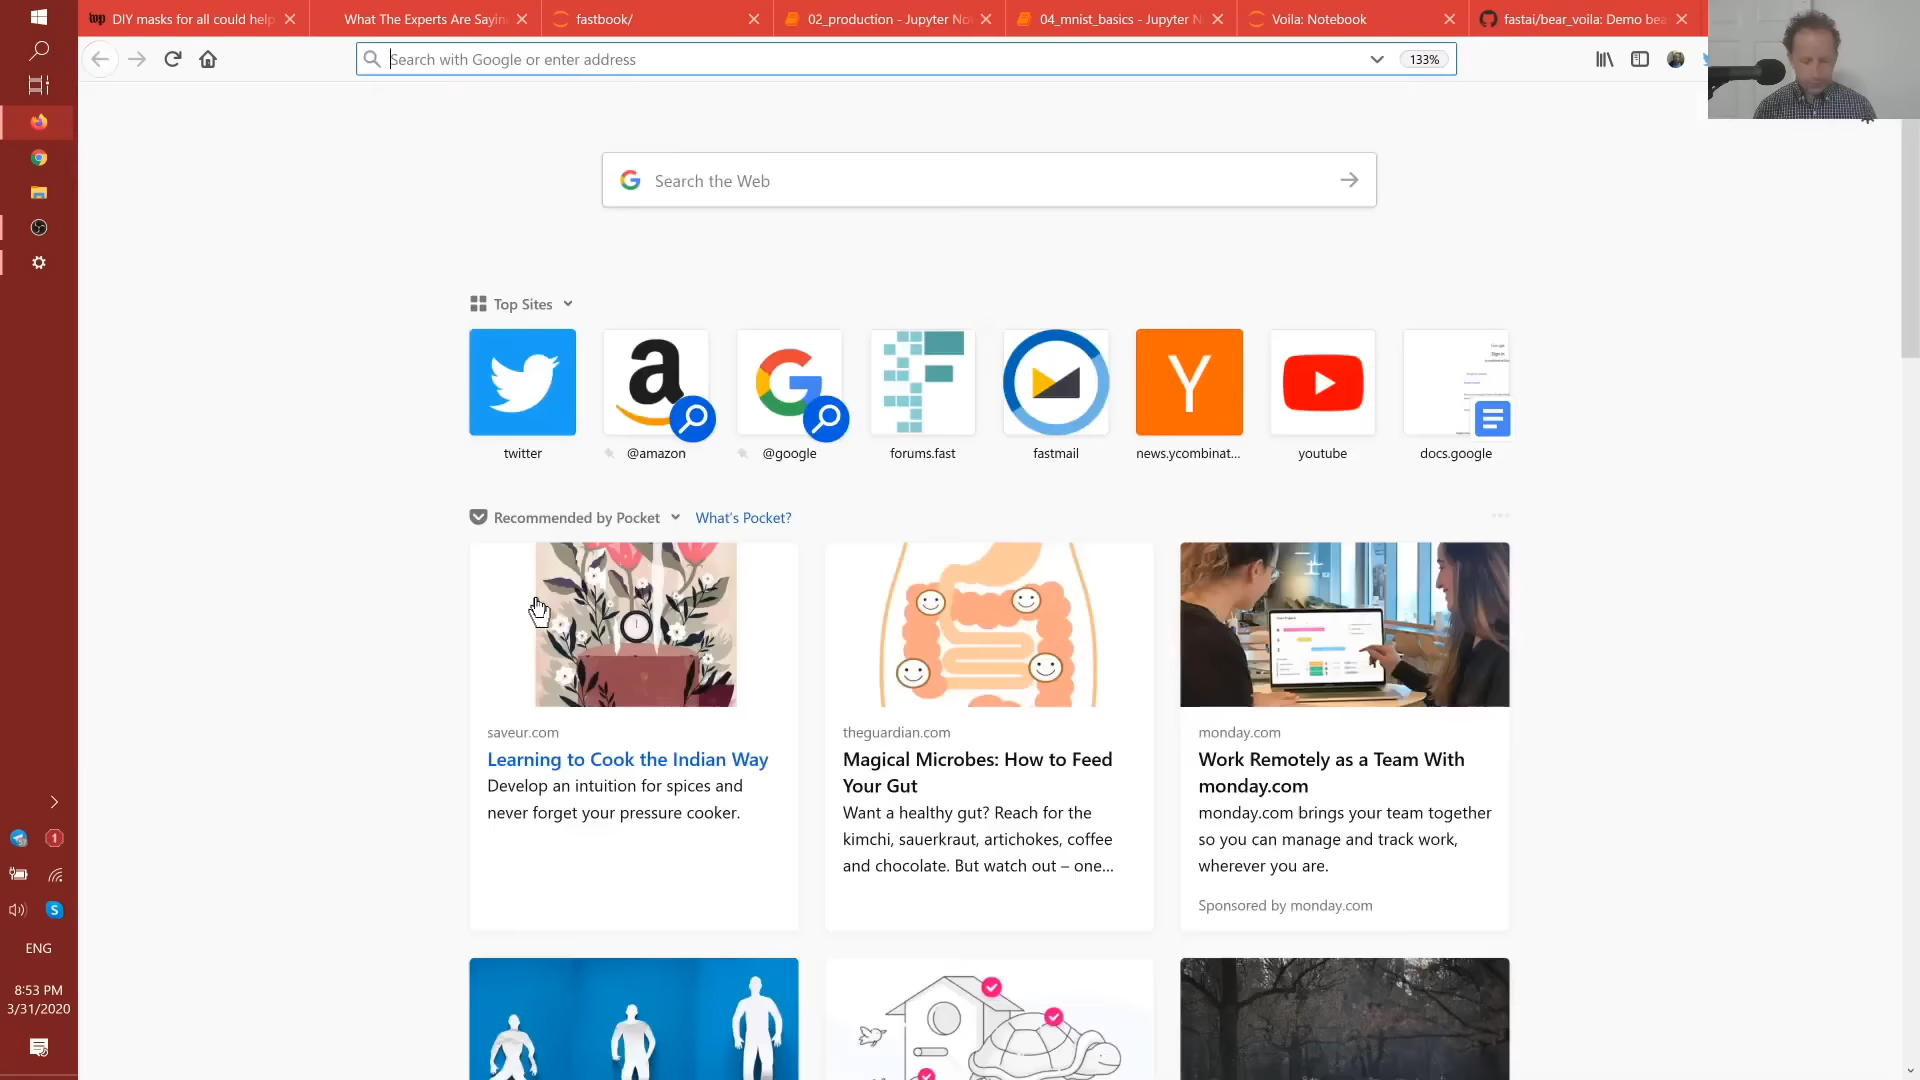 DIY masks for all could help
What The Experts Are Sayin
fastbook/
02_production - Jupyter No
04_mnist_basics - Jupyter N
Voila: Notebook
fastai/bear_voila: Demo bea
Search with Google or enter address
133%
Search the Web
Top Sites
twitter
@amazon
@google
forums.fast
fastmail
news.ycombinat...
youtube
docs.google
Recommended by Pocket
What's Pocket?
saveur.com
Learning to Cook the Indian Way
Develop an intuition for spices and
never forget your pressure cooker.
theguardian.com
Magical Microbes: How to Feed
Your Gut
Want a healthy gut? Reach for the
kimchi, sauerkraut, artichokes, coffee
and chocolate. But watch out – one...
monday.com
Work Remotely as a Team With
monday.com
monday.com brings your team together
so you can manage and track work,
wherever you are.
Sponsored by monday.com
1
ENG
8:53 PM
3/31/2020